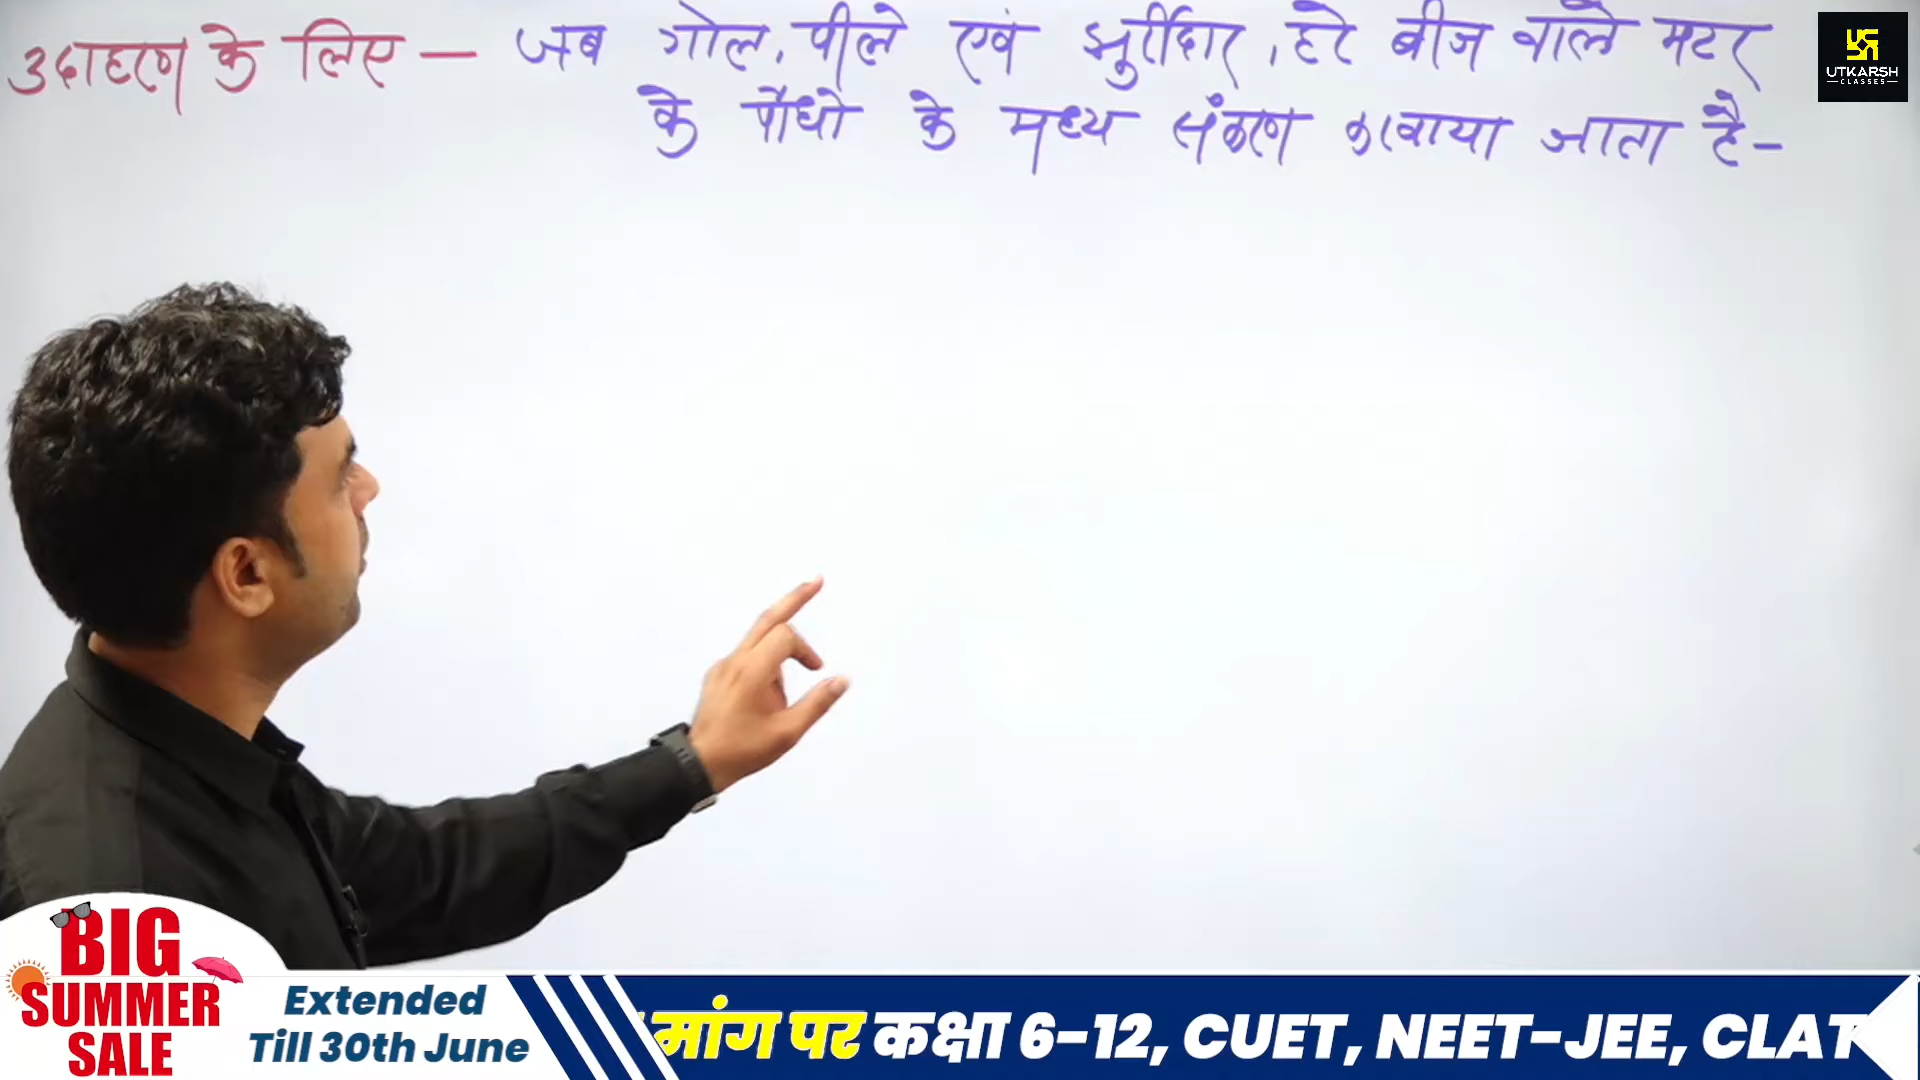 उदाहरण के लिए — जब गोल, पीले एवं झुर्रीदार, हरे बीज वाले मटर
के पौधो के मध्य संकरण करवाया जाता है-
UTKARSH
CLASSES
BIG
SUMMER
SALE
Extended
Till 30th June
मांग पर कक्षा 6-12, CUET, NEET-JEE, CLAT